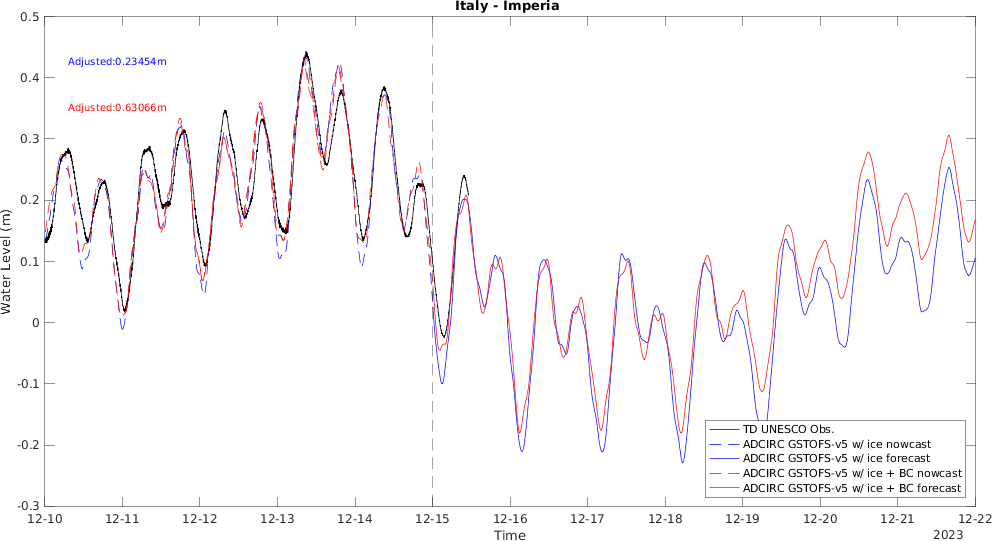 Italy - Imperia
0.5
0.4
0.3
0.2
0.1
0
-0.1
-0.2
-0.3
Water Level (m)
Adjusted:0.23454m
Adjusted:0.63066m
TD UNESCO Obs.
ADCIRC GSTOFS-v5 w/ ice nowcast
ADCIRC GSTOFS-v5 w/ ice forecast
ADCIRC GSTOFS-v5 w/ ice + BC nowcast
ADCIRC GSTOFS-v5 w/ ice + BC forecast
12-10 12-11 12-12 12-13 12-14 12-15 12-16 12-17 12-18 12-19 12-20 12-21 12-22
Time
2023